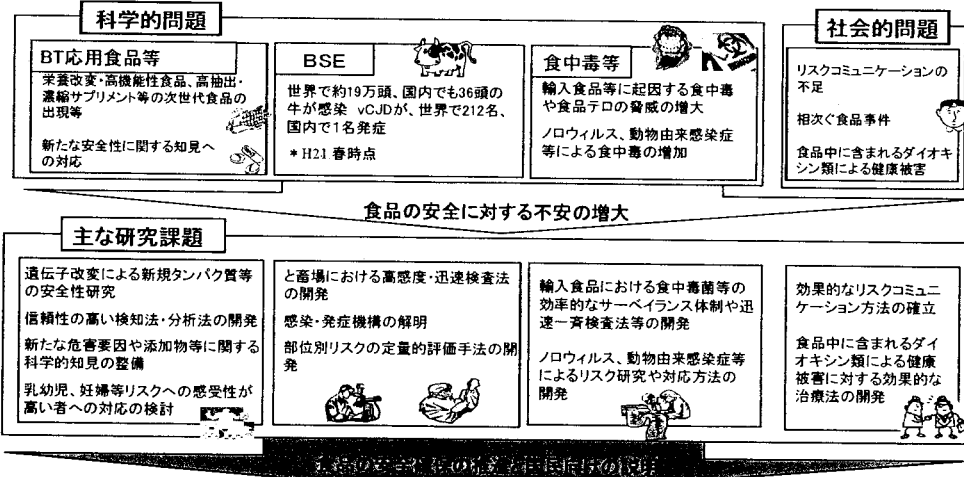 科学的問題
社会的問題
BT応用食品等
栄養改変・高機能性食品、高抽出・
濃縮サプリメント等の次世代食品の
出現等
新たな安全性に関する知見へ
の対応
BSE
世界で約19万頭、国内でも36頭の
牛が感染　vCJDが、世界で212名、
国内で1名発症
＊H21.春時点
食中毒等
輸入食品等に起因する食中毒
や食品テロの脅威の増大
ノロウィルス、動物由来感染症
等による食中毒の増加
リスクコミュニケーションの
不足
相次ぐ食品事件
食品中に含まれるダイオキ
シン類による健康被害
食品の安全に対する不安の増大
主な研究課題
遺伝子改変による新規タンパク質等
の安全性研究
信頼性の高い検知法・分析法の開発
新たな危害要因や添加物等に関する
科学的知見の整備
乳幼児、妊婦等リスクへの感受性が
高い者への対応の検討
と畜場における高感度・迅速検査法
の開発
感染・発症機構の解明
部位別リスクの定量的評価手法の開
発
輸入食品における食中毒菌等の
効率的なサーベイランス体制や迅
速一斉検査法等の開発
ノロウィルス、動物由来感染症等
によるリスク研究や対応方法の
開発
効果的なリスクコミュニ
ケーション方法の確立
食品中に含まれるダイ
オキシン類による健康
被害に対する効果的な
治療法の開発
食品の安全確保の推進と国民向けの説明